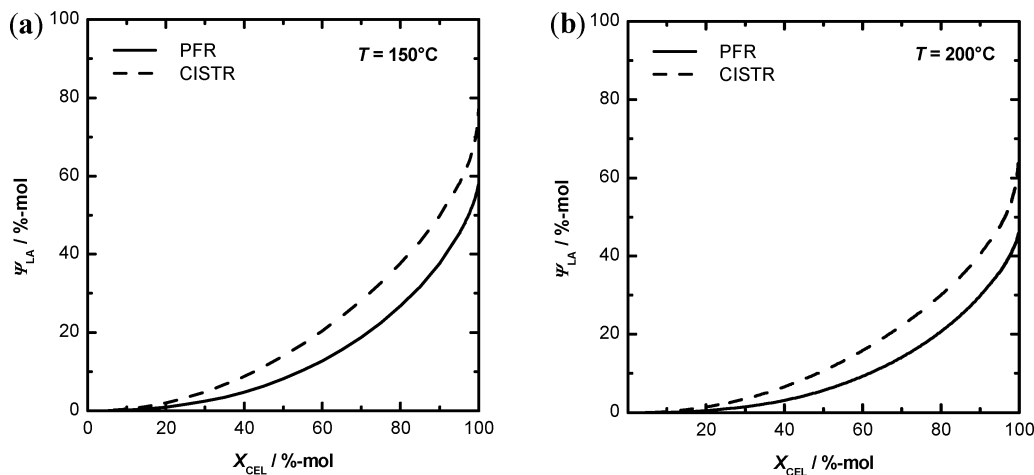 (a)
PFR
CISTR
T = 150°C
100
80
60
40
20
0
0 20 40 60 80 100
Ψ_LA / %-mol
X_CEL / %-mol
(b)
PFR
CISTR
T = 200°C
100
80
60
40
20
0
20 40 60 80 100
Ψ_LA / %-mol
X_CEL / %-mol